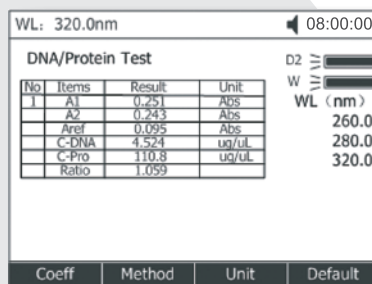 WL: 320.0nm 08:00:00
DNA/Protein Test
D2
W
WL (nm)
260.0
280.0
320.0
No Items Result Unit
1 A1 0.251 Abs
A2 0.243 Abs
Aref 0.095 Abs
C-DNA 4.524 ug/uL
C-Pro 110.8 ug/uL
Ratio 1.059
Coeff Method Unit Default